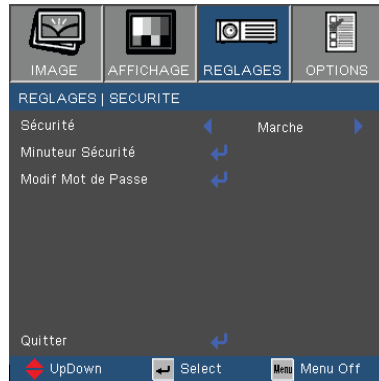 IMAGE AFFICHAGE REGLAGES OPTIONS
REGLAGES | SECURITE
Sécurité Marche
Minuteur Sécurité
Modif Mot de Passe
Quitter
UpDown Select Menu Menu Off